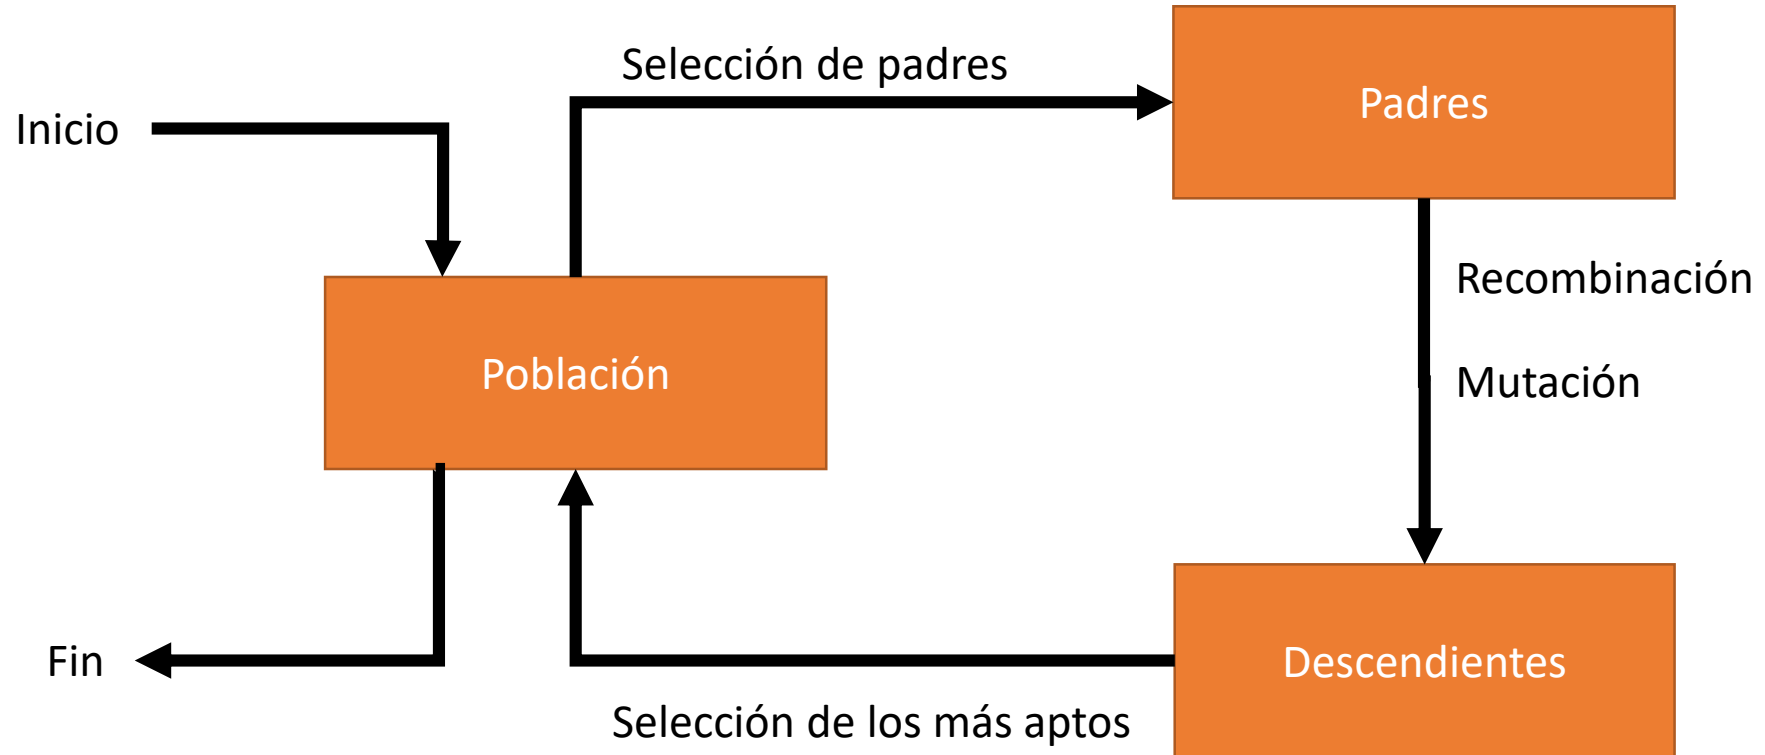 Selección de padres
Padres
Inicio
Recombinación
Población
Mutación
Fin
Descendientes
Selección de los más aptos